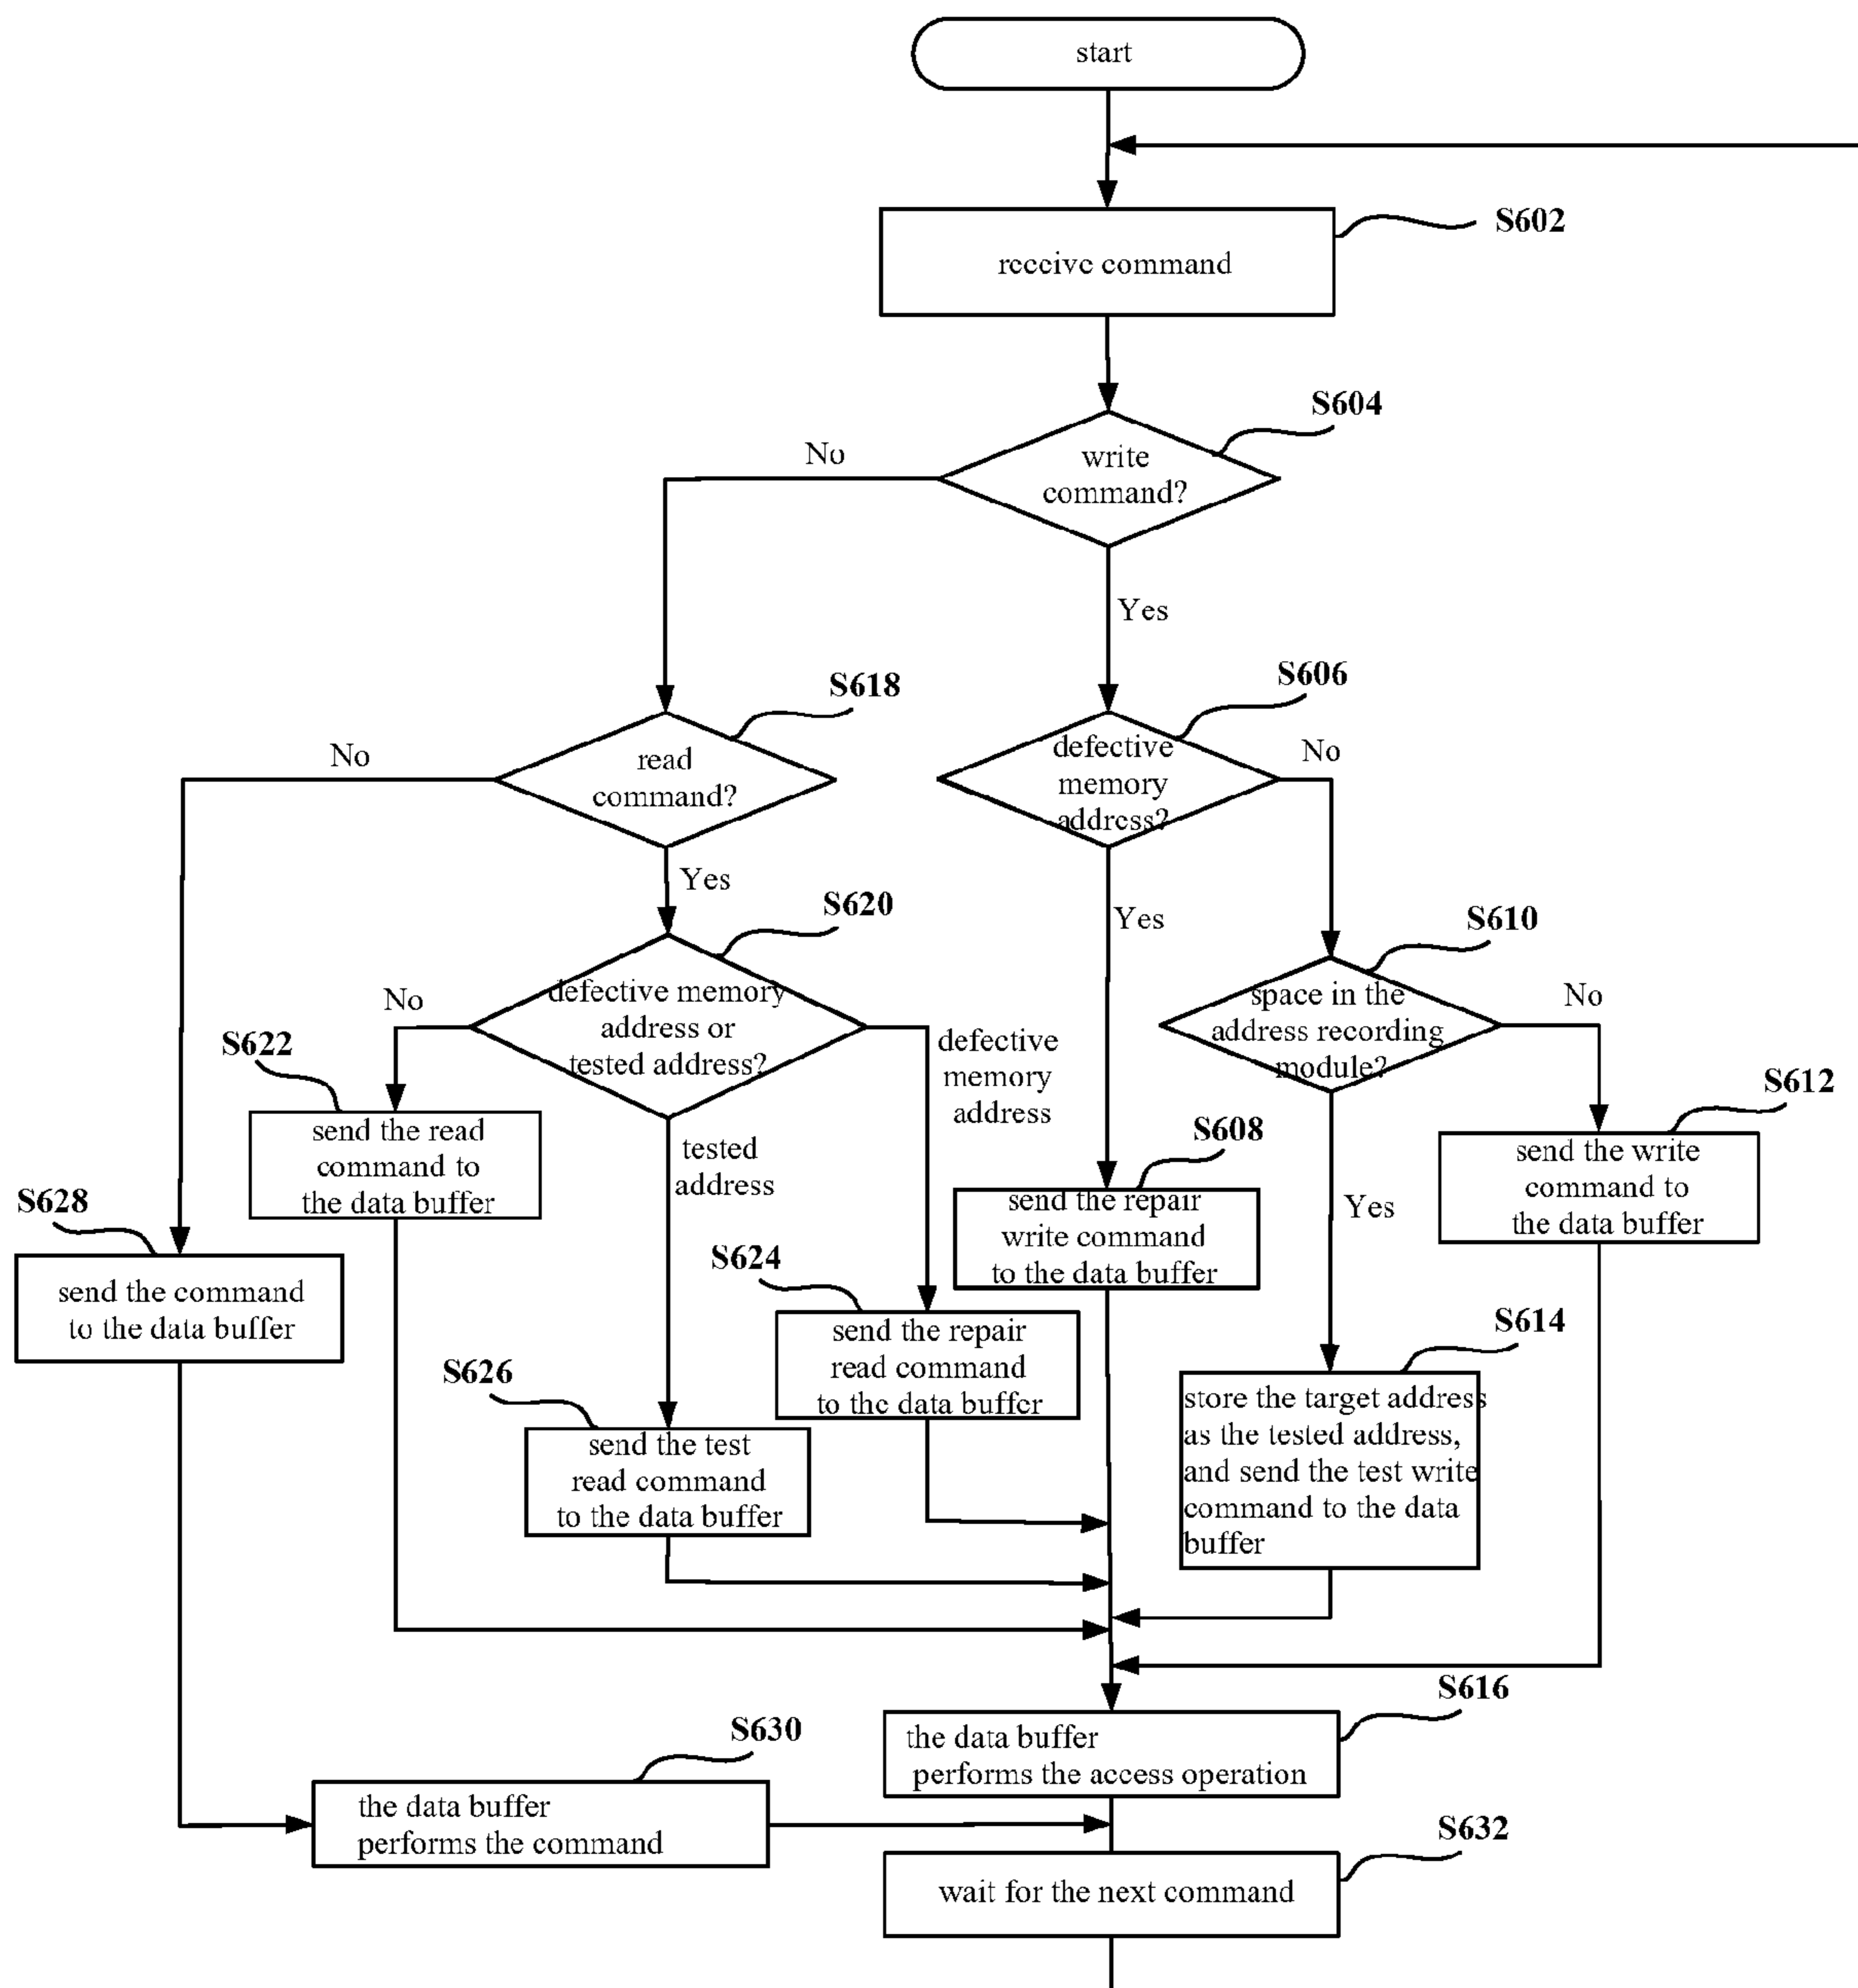 start
S602
receive command
S604
write
command?
No
Yes
S618
read
command?
No
Yes
S606
defective
memory
address?
No
Yes
S620
defective memory
address or
tested address?
No
defective
memory
address
tested
address
S610
space in the
address recording
module?
No
Yes
S622
send the read
command to
the data buffer
S612
send the write
command to
the data buffer
S608
send the repair
write command
to the data buffer
S628
send the command
to the data buffer
S624
send the repair
read command
to the data buffer
S614
store the target address
as the tested address,
and send the test write
command to the data
buffer
S626
send the test
read command
to the data buffer
S616
the data buffer
performs the access operation
S630
the data buffer
performs the command
S632
wait for the next command